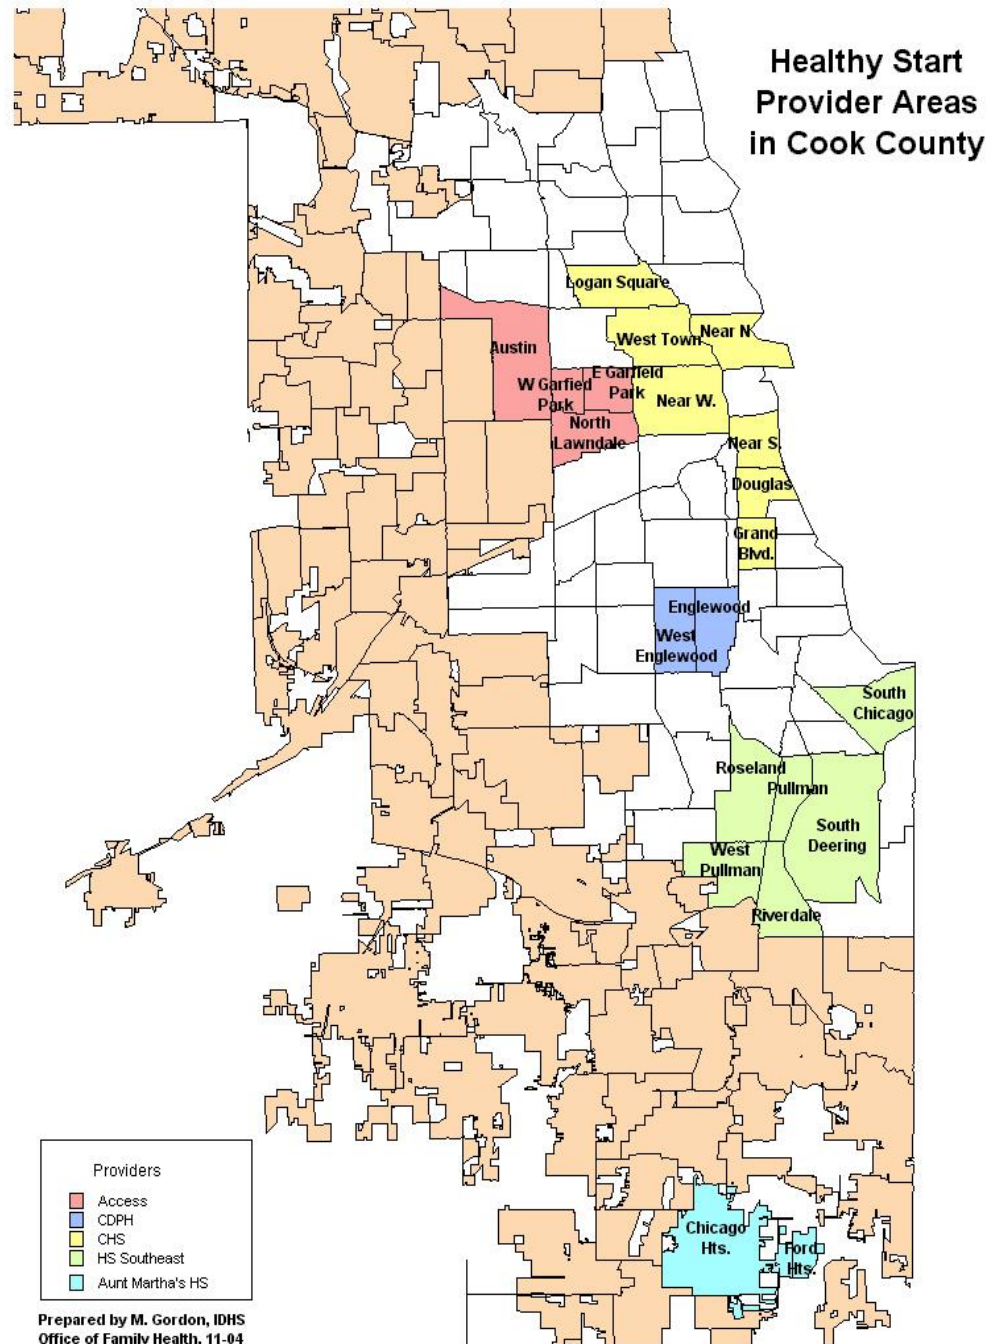 Healthy Start
Provider Areas
in Cook County
Logan Square
West Town
Near N
Austin
W Garfied
Park
E Garfield
Park
Near W.
North
Lawndale
Near S.
Douglas
Grand
Blvd.
Englewood
West
Englewood
South
Chicago
Roseland
Pullman
South
Deering
West
Pullman
Riverdale
Chicago
Hts.
Ford
Hts.
Providers
Access
CDPH
CHS
HS Southeast
Aunt Martha's HS
Prepared by M. Gordon, IDHS
Office of Family Health, 11-04